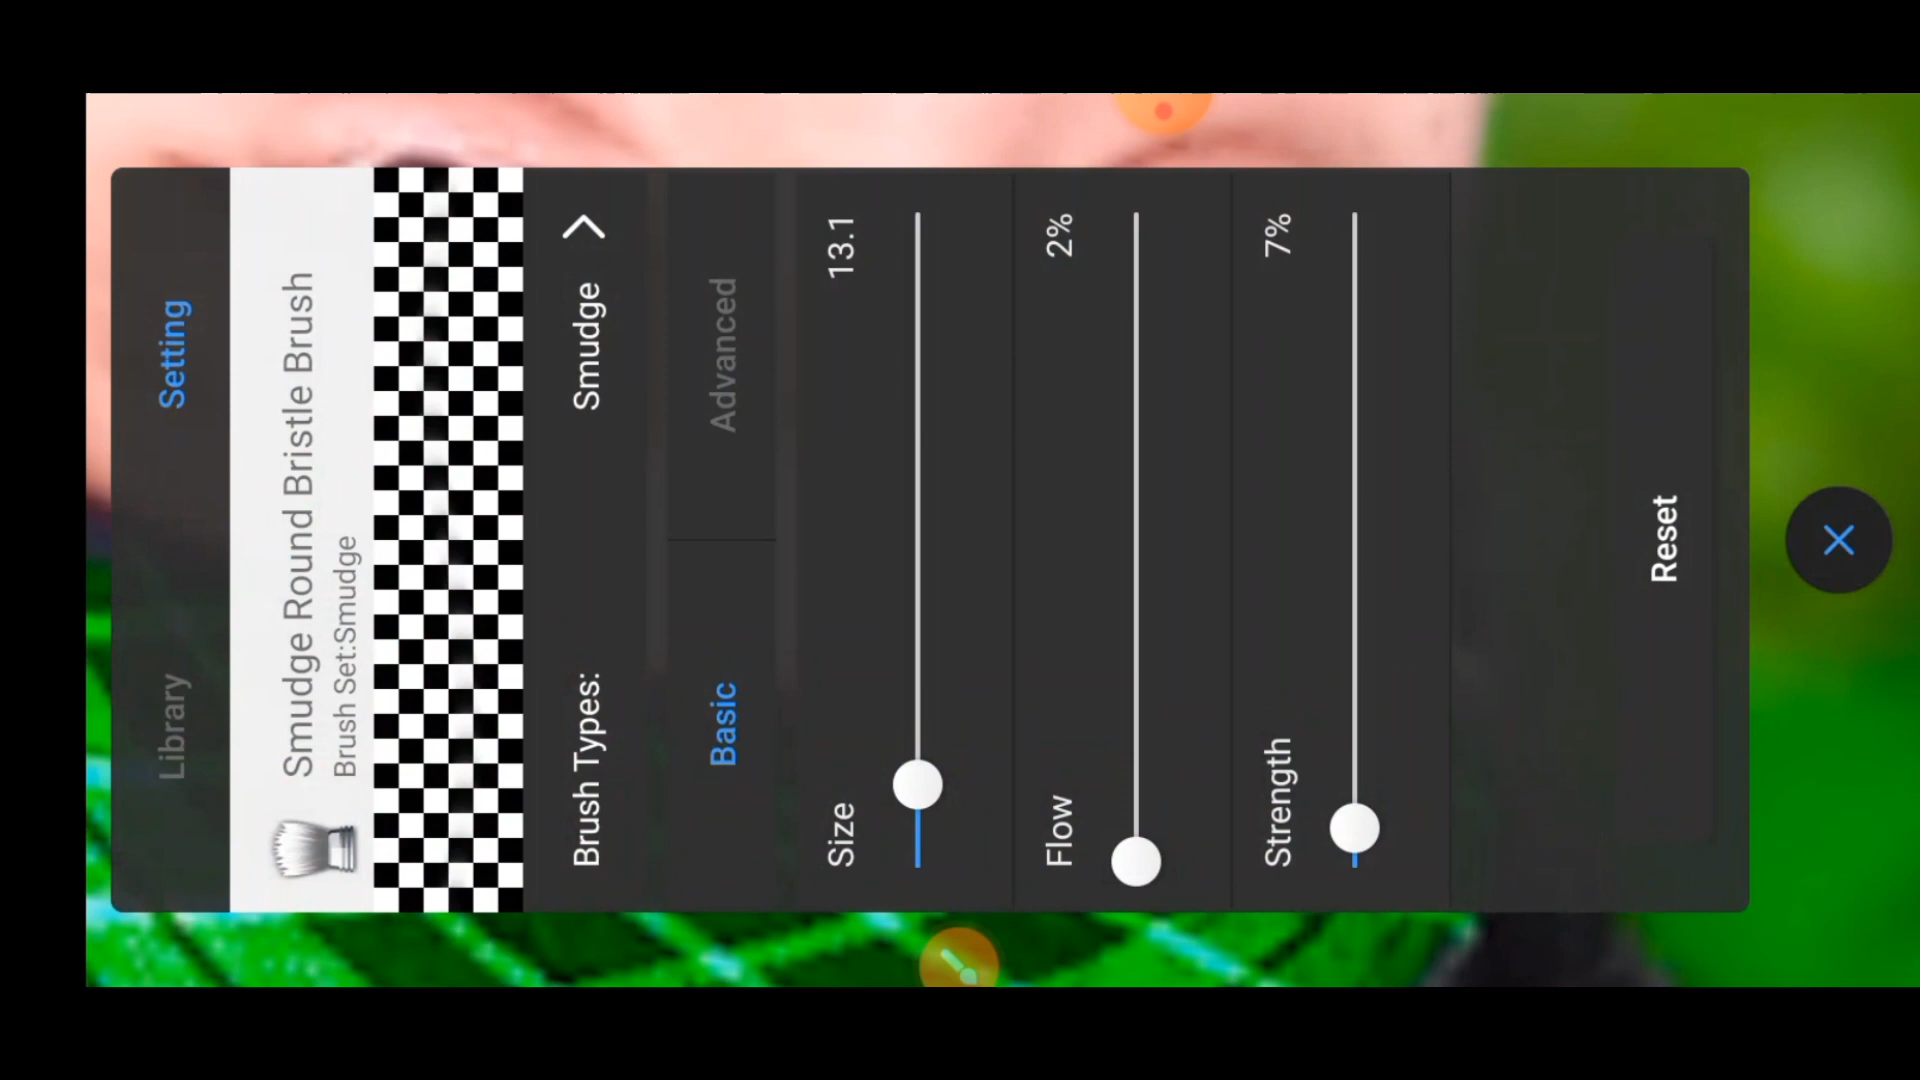 Library Setting
Smudge Round Bristle Brush
Brush Set:Smudge
Brush Types: Smudge
Basic Advanced
Size 13.1
Flow 2%
Strength 7%
Reset